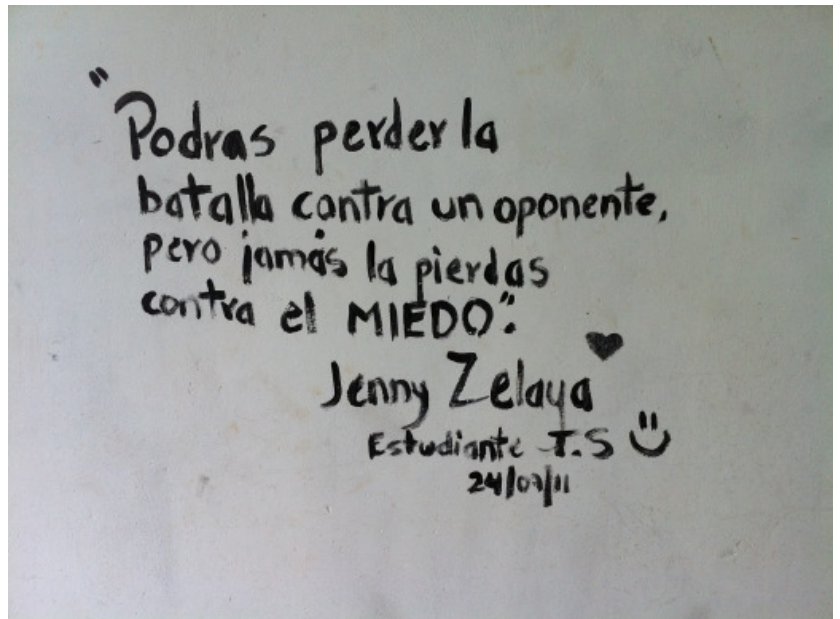 "Podras perder la
batalla contra un oponente,
pero jamás la pierdas
contra el MIEDO".
Jenny Zelaya
Estudiante T.S
24/07/11